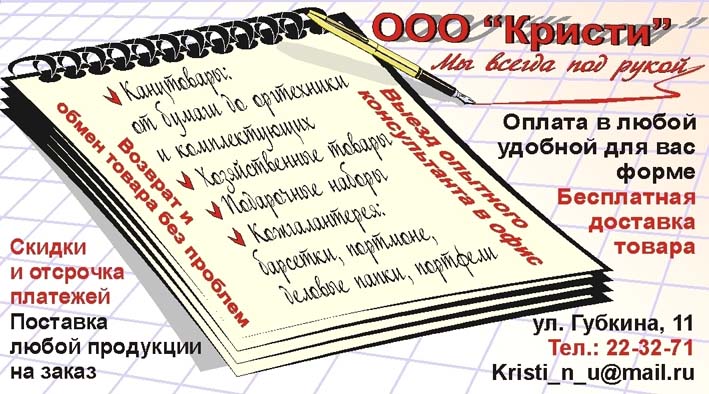 ООО "Кристи"
Мы всегда под рукой
Канцтовары:
от бумаги до оргтехники
и комплектующих
Хозяйственные товары
Подарочные наборы
Кожгалантерея:
барсетки, портмоне,
деловые папки, портфели
Возврат и
обмен товара без проблем
Выезд опытного
консультанта в офис
Оплата в любой
удобной для вас
форме
Бесплатная
доставка
товара
Скидки
и отсрочка
платежей
Поставка
любой продукции
на заказ
ул. Губкина, 11
Тел.: 22-32-71
Kristi_n_u@mail.ru